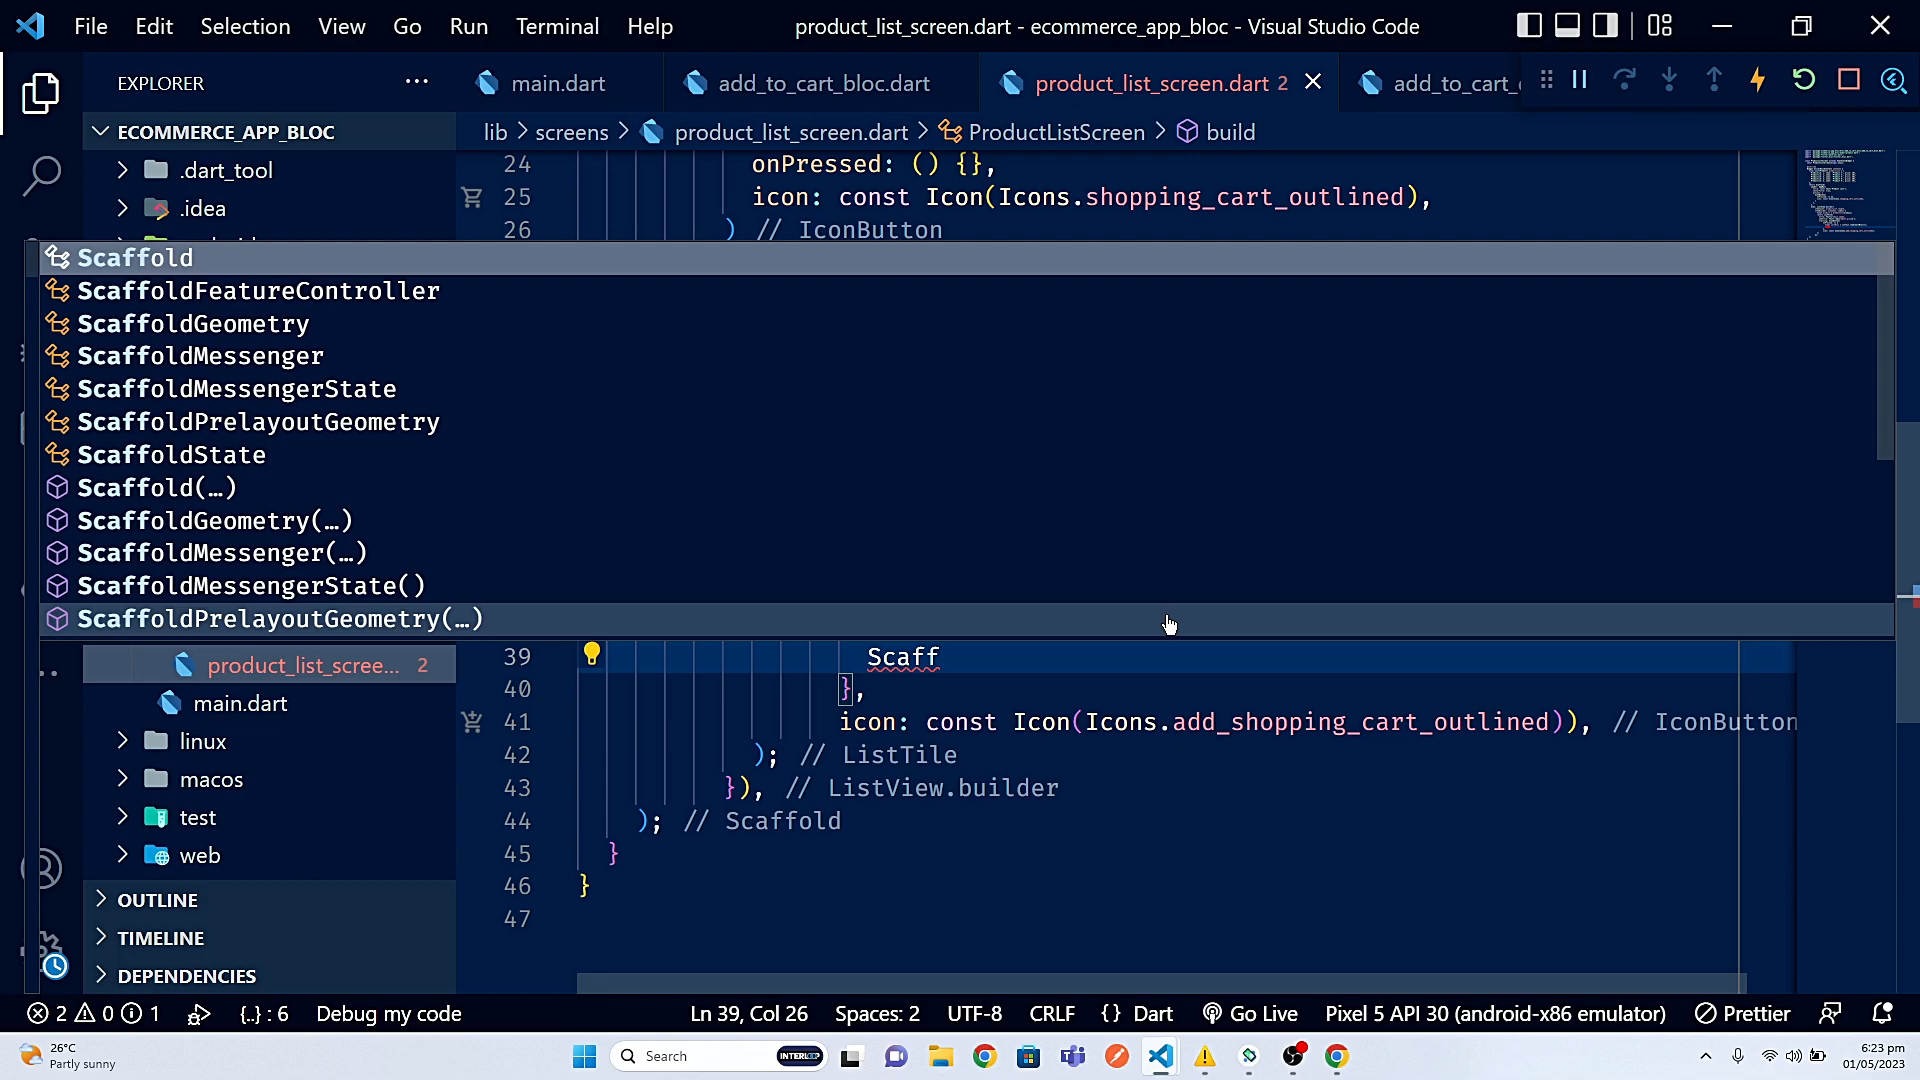 File Edit Selection View Go Run Terminal Help
product_list_screen.dart - ecommerce_app_bloc - Visual Studio Code
EXPLORER
main.dart
add_to_cart_bloc.dart
product_list_screen.dart 2
add_to_cart_
ECOMMERCE_APP_BLOC
lib > screens > product_list_screen.dart > ProductListScreen > build
.dart_tool
.idea
24 onPressed: () {},
25 icon: const Icon(Icons.shopping_cart_outlined),
26 ) // IconButton
Scaffold
ScaffoldFeatureController
ScaffoldGeometry
ScaffoldMessenger
ScaffoldMessengerState
ScaffoldPrelayoutGeometry
ScaffoldState
Scaffold(…)
ScaffoldGeometry(…)
ScaffoldMessenger(…)
ScaffoldMessengerState()
ScaffoldPrelayoutGeometry(…)
product_list_scree... 2
main.dart
linux
macos
test
web
39 Scaff
40 },
41 icon: const Icon(Icons.add_shopping_cart_outlined)), // IconButton
42 ); // ListTile
43 }), // ListView.builder
44 ); // Scaffold
45 }
46 }
47
OUTLINE
TIMELINE
DEPENDENCIES
2 0 1 {..} : 6 Debug my code Ln 39, Col 26 Spaces: 2 UTF-8 CRLF {} Dart Go Live Pixel 5 API 30 (android-x86 emulator) Prettier
26°C
Partly sunny
Search
INTERLOP
6:23 pm
01/05/2023